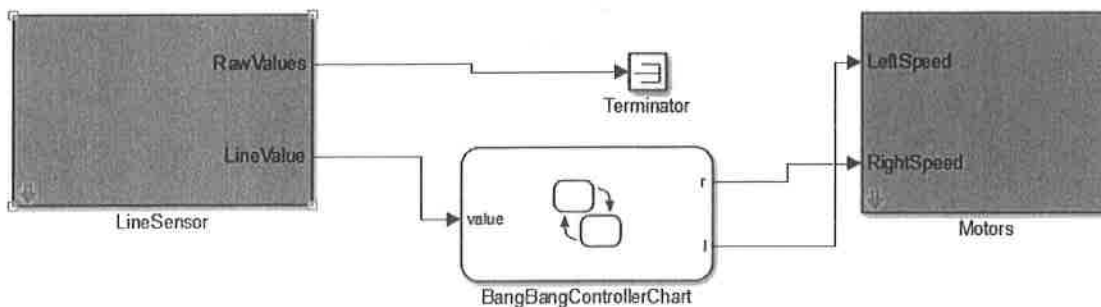 RawValues
LineValue
LineSensor
Terminator
value
r
l
BangBangControllerChart
LeftSpeed
RightSpeed
Motors